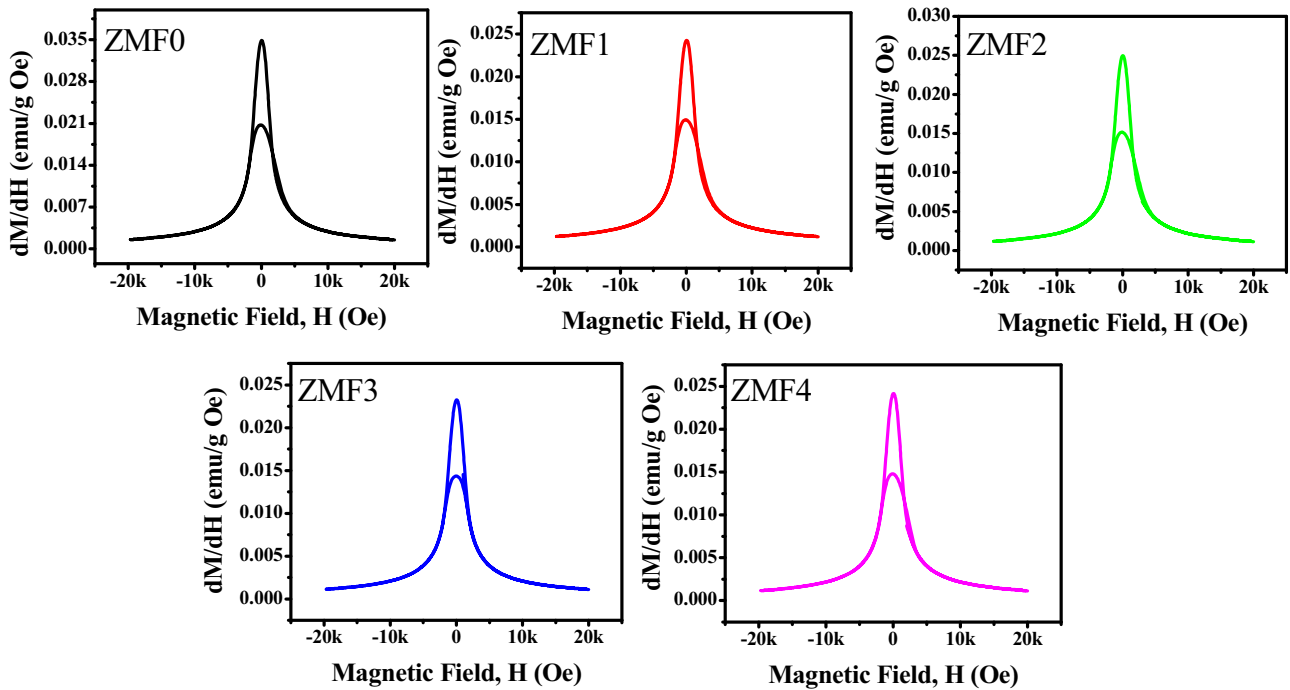 ZMF0
dM/dH (emu/g Oe)
0.035
0.028
0.021
0.014
0.007
0.000
-20k -10k 0 10k 20k
Magnetic Field, H (Oe)
ZMF1
dM/dH (emu/g Oe)
0.025
0.020
0.015
0.010
0.005
0.000
-20k -10k 0 10k 20k
Magnetic Field, H (Oe)
ZMF2
dM/dH (emu/g Oe)
0.030
0.025
0.020
0.015
0.010
0.005
0.000
-20k -10k 0 10k 20k
Magnetic Field, H (Oe)
ZMF3
dM/dH (emu/g Oe)
0.025
0.020
0.015
0.010
0.005
0.000
-20k -10k 0 10k 20k
Magnetic Field, H (Oe)
ZMF4
dM/dH (emu/g Oe)
0.025
0.020
0.015
0.010
0.005
0.000
-20k -10k 0 10k 20k
Magnetic Field, H (Oe)